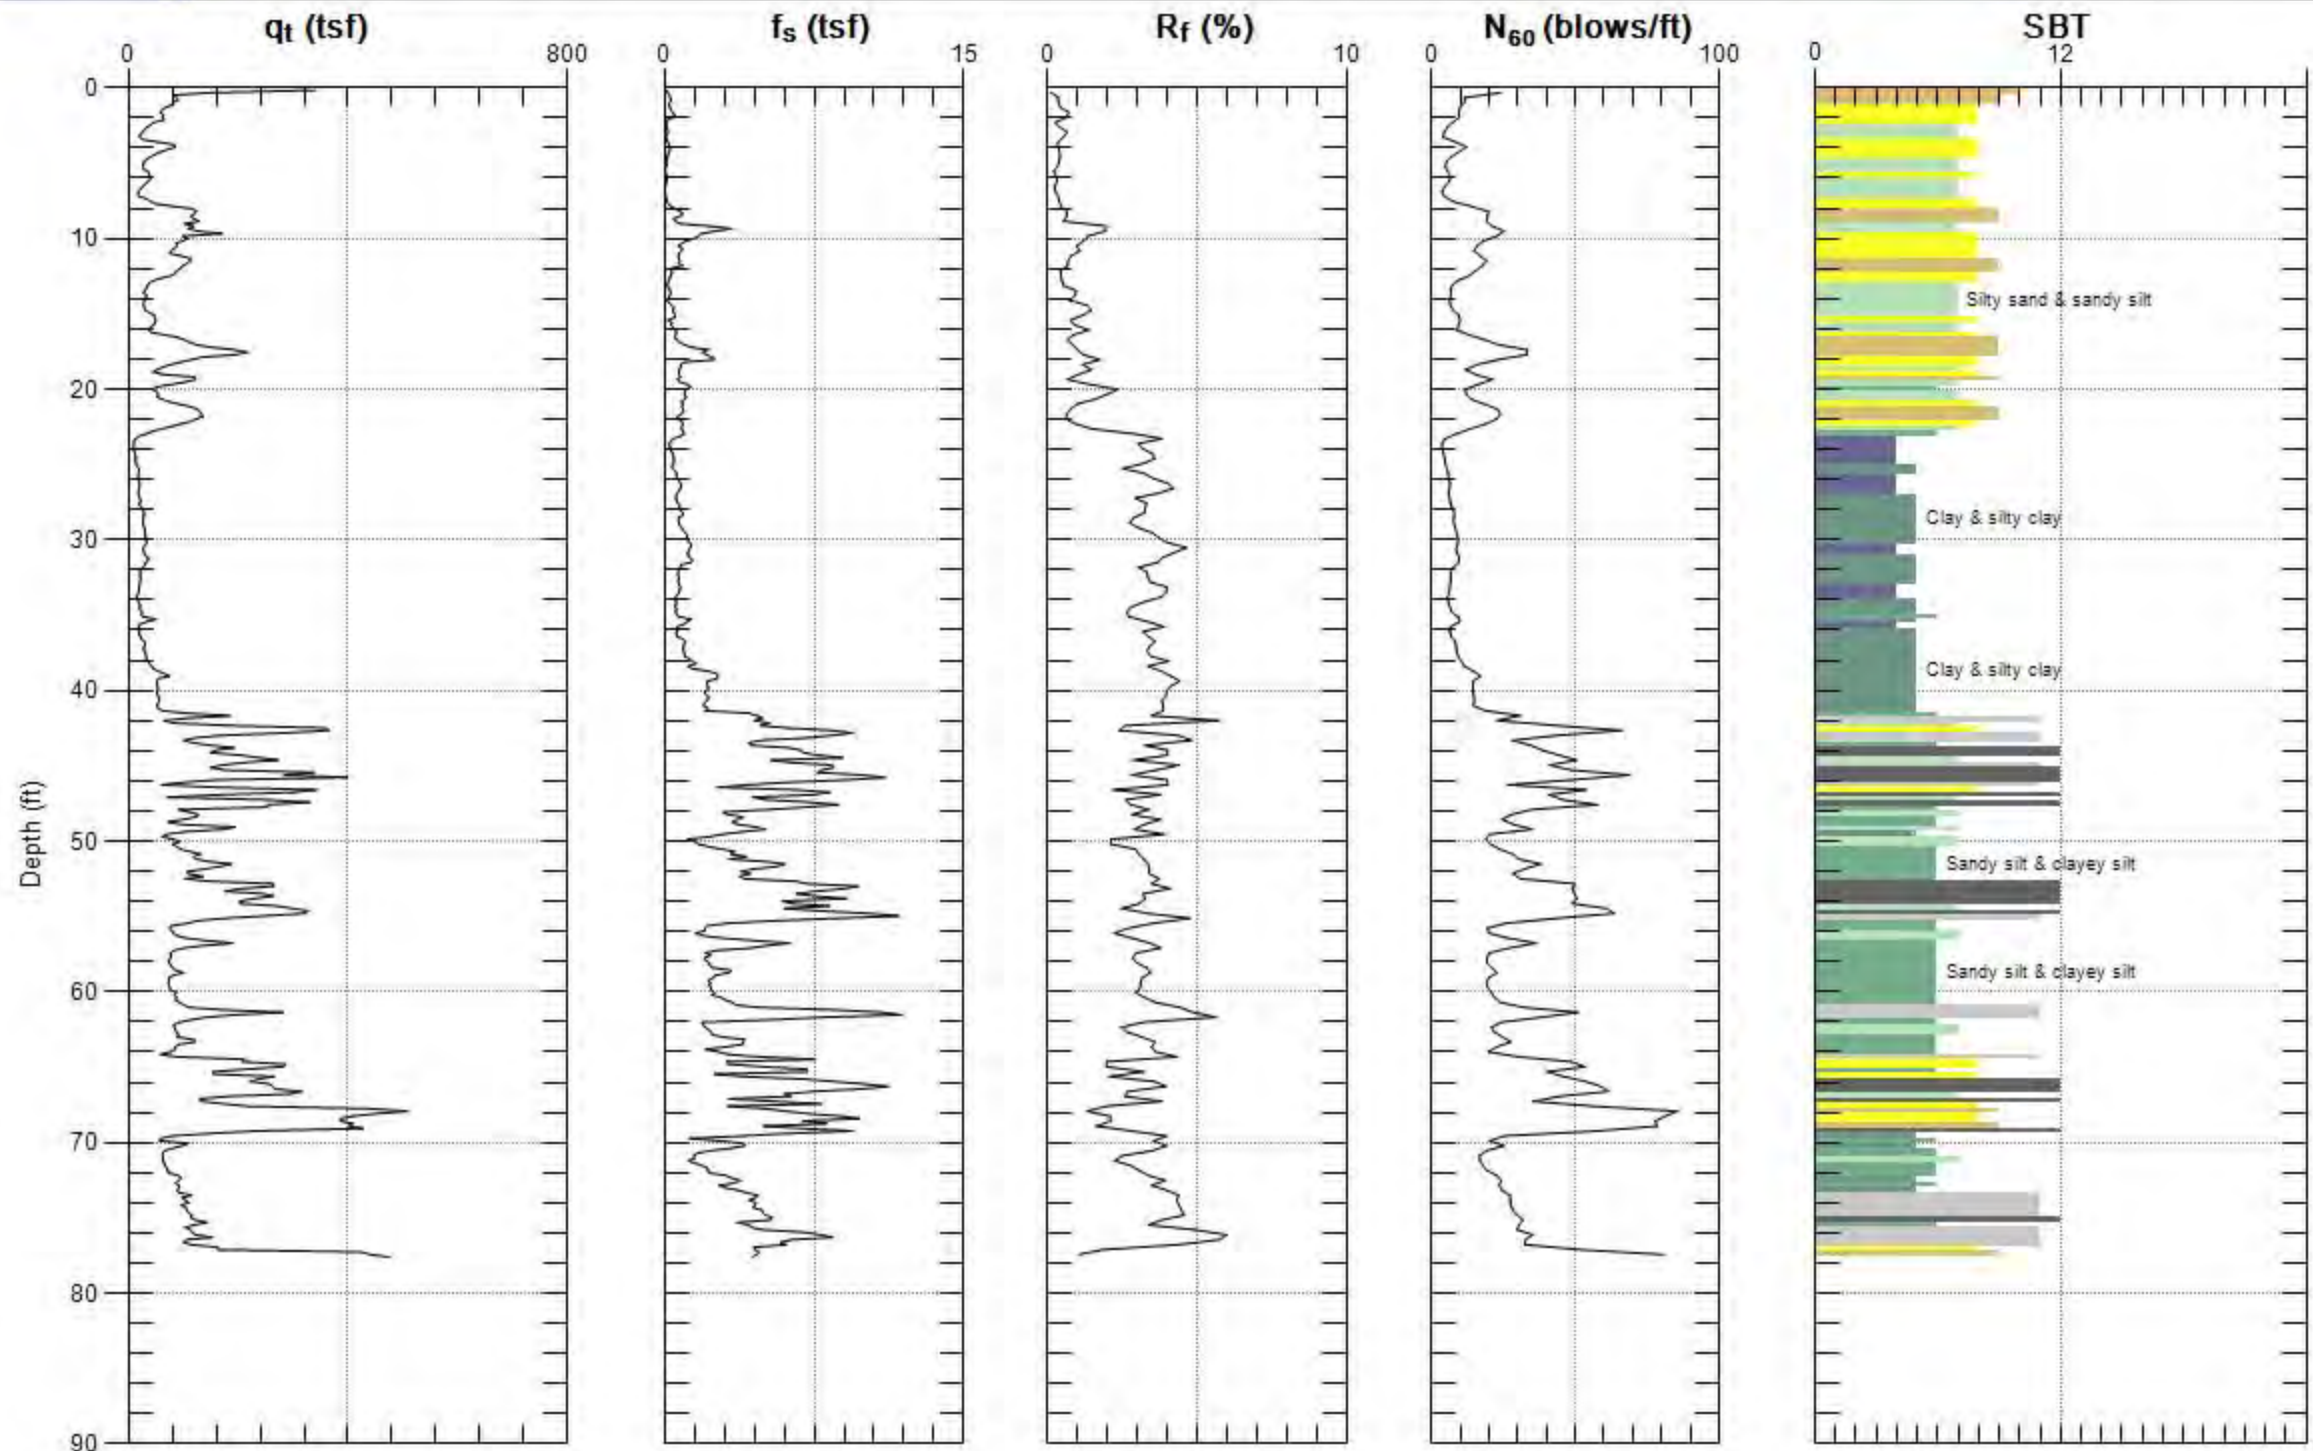 qt (tsf) fs (tsf) Rf (%) N60 (blows/ft) SBT
0 800 0 15 0 10 0 100 0 12
0
10
Silty sand & sandy silt
20
Clay & silty clay
30
Clay & silty clay
40
Depth (ft)
50
Sandy silt & clayey silt
Sandy silt & clayey silt
60
70
80
90